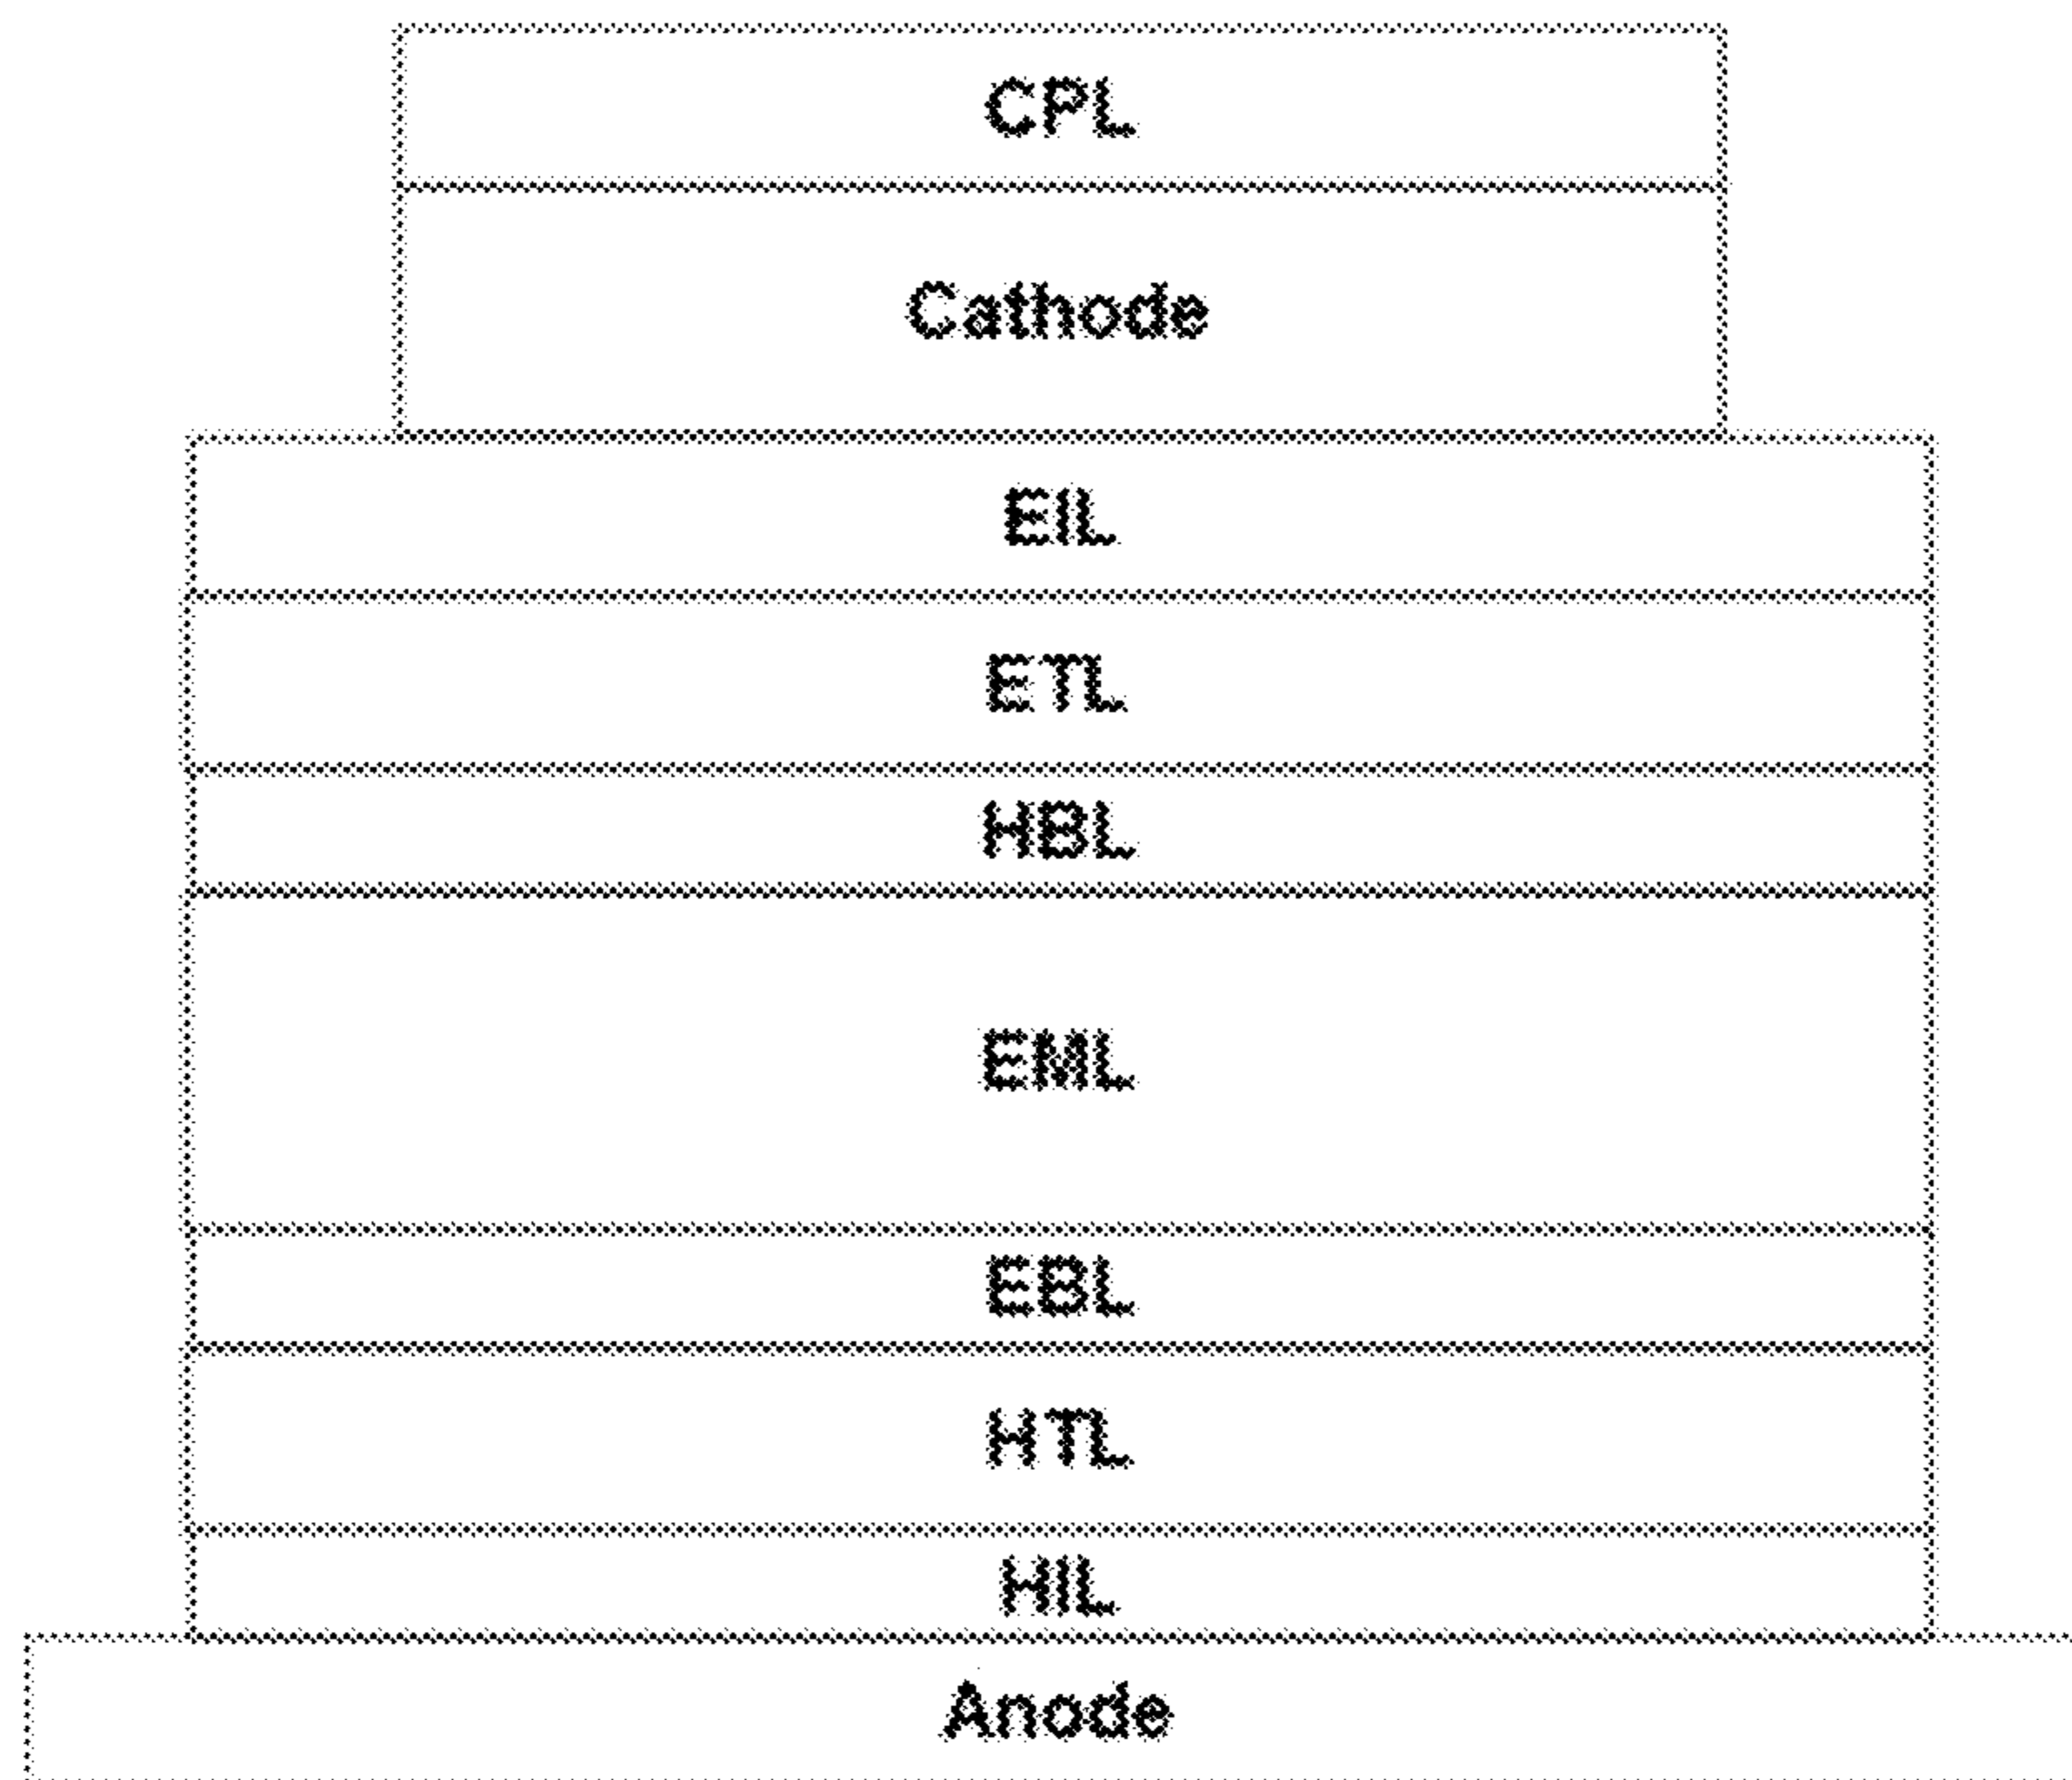 CPL
Cathode
EIL
ETL
HBL
EML
EBL
HTL
HIL
Anode